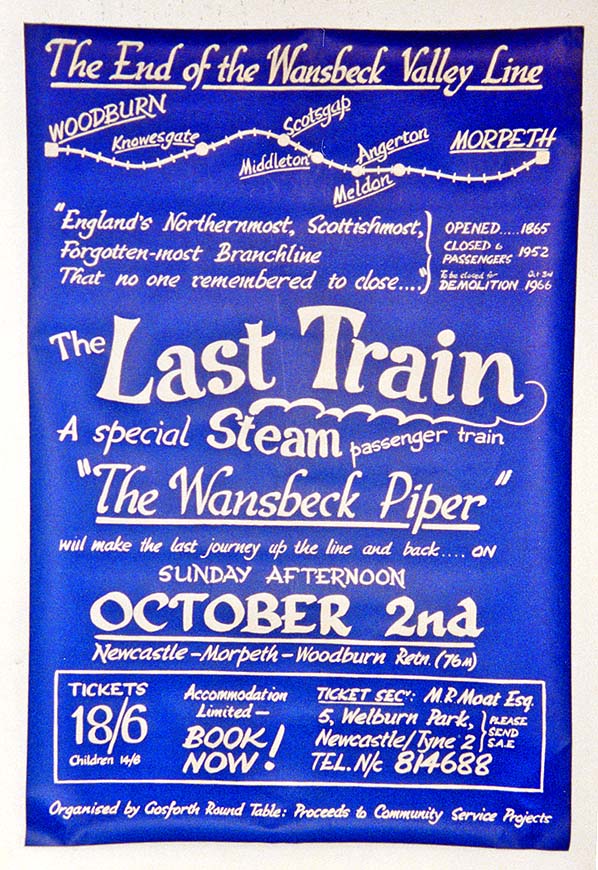 The End of the Wansbeck Valley Line
WOODBURN
Knowesgate
Scotsgap
Middleton
Angerton
Meldon
MORPETH
"England's Northernmost, Scottishmost,
Forgotten-most Branchline
That no one remembered to close...."
OPENED.....1865
CLOSED to
PASSENGERS 1952
To be closed for Oct 3rd
DEMOLITION 1966
The Last Train
A special Steam passenger train
"The Wansbeck Piper"
will make the last journey up the line and back.... ON
SUNDAY AFTERNOON
OCTOBER 2nd
Newcastle-Morpeth-Woodburn Retn. (76M)
TICKETS
18/6
Children 14/6
Accommodation
Limited—
BOOK
NOW!
TICKET SECY: M.P. Moat Esq.
5, Welburn Park,
Newcastle/Tyne 2
PLEASE
SEND
S.A.E
TEL. N/c 814688
Organised by Gosforth Round Table: Proceeds to Community Service Projects